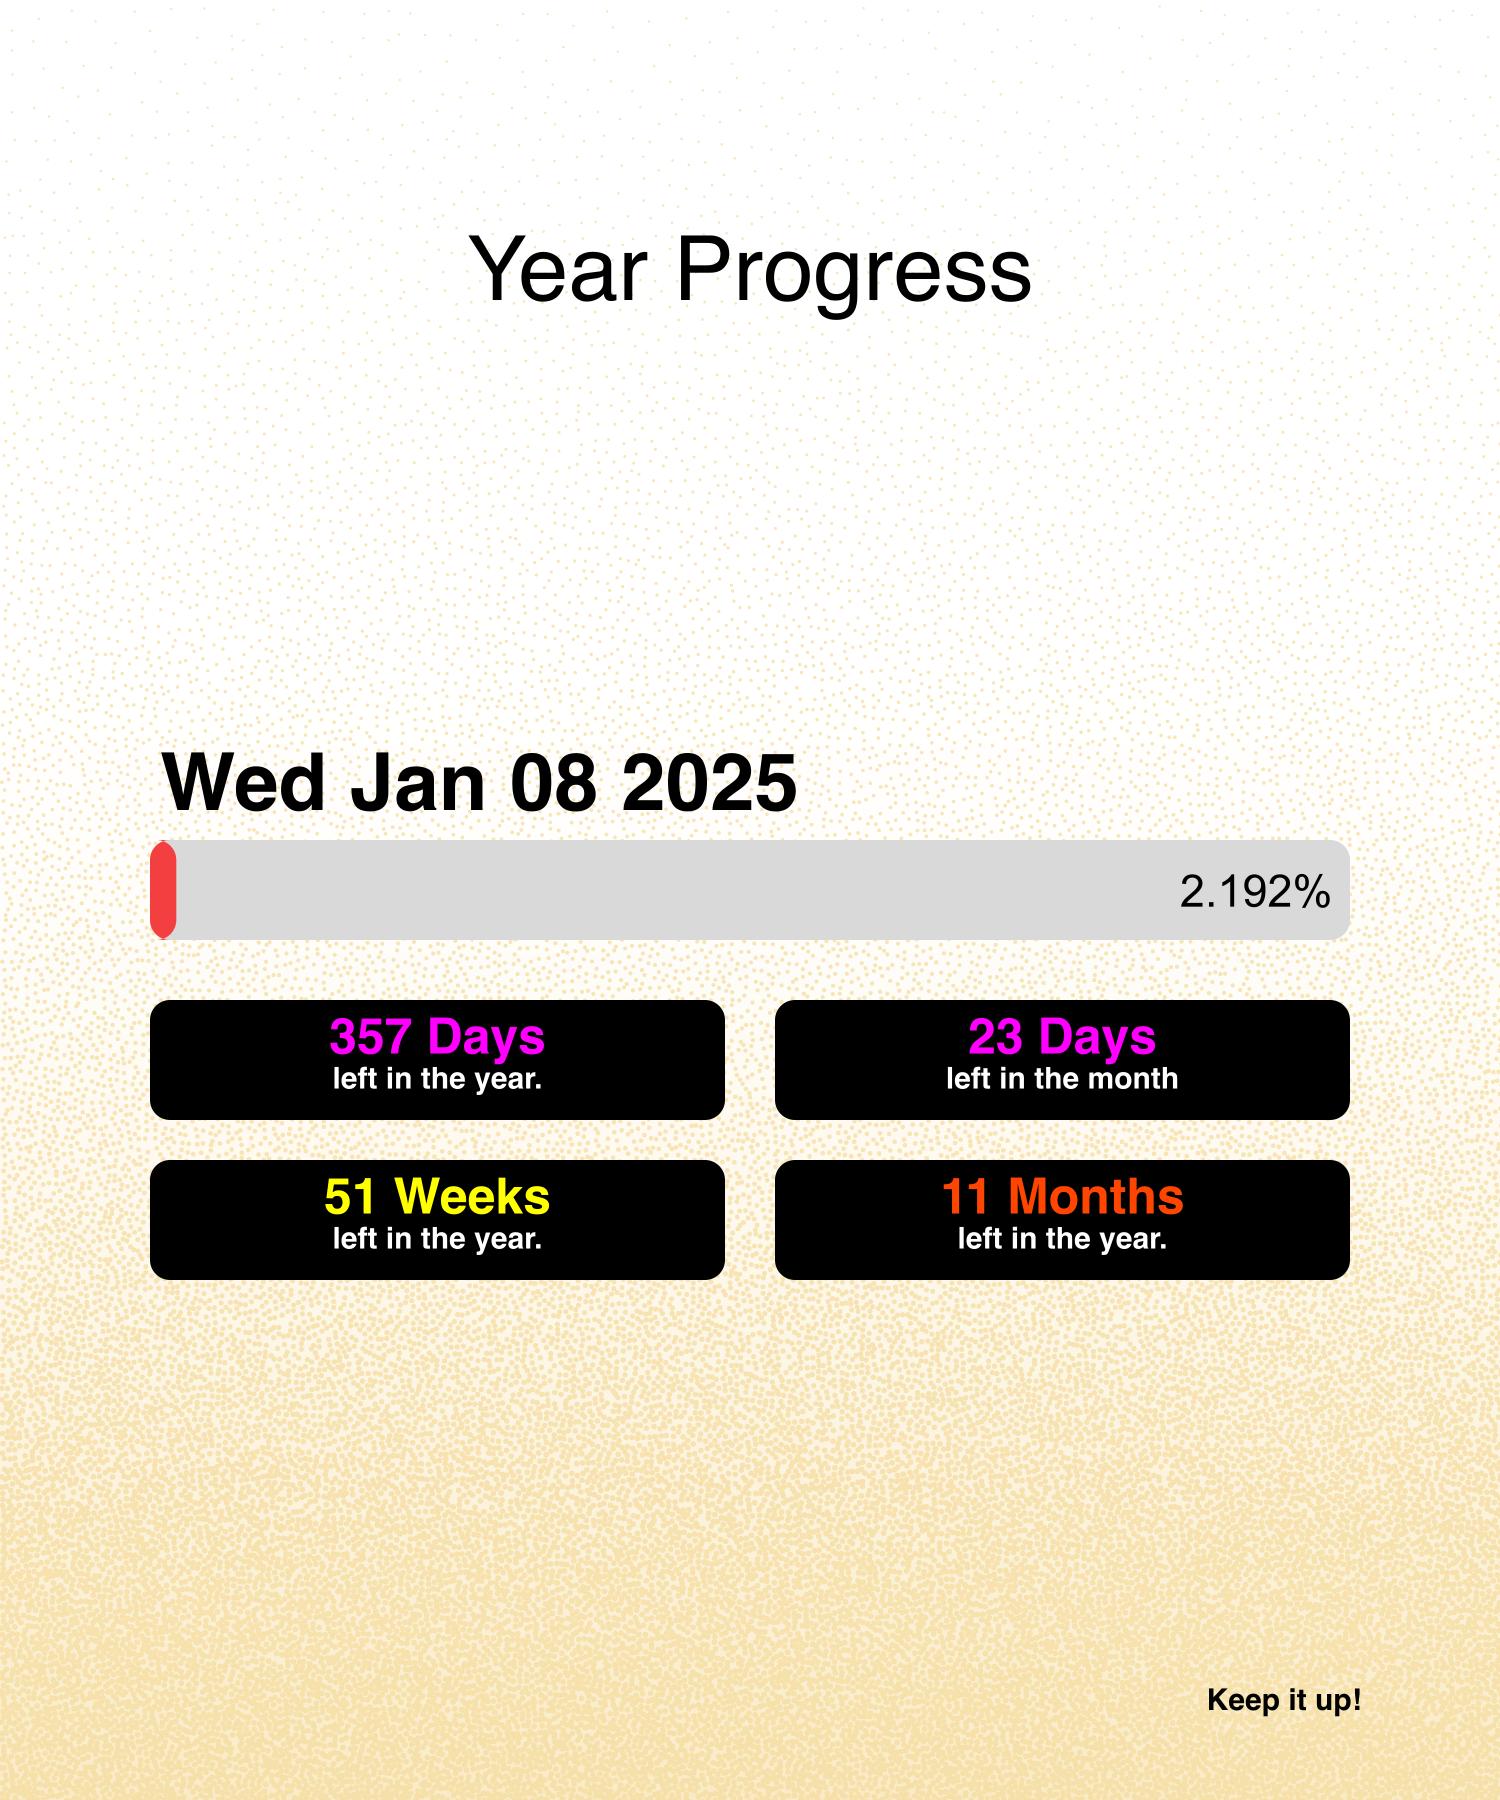 Year Progress
Wed Jan 08 2025
2.192%
357 Days
left in the year.
23 Days
left in the month
51 Weeks
left in the year.
11 Months
left in the year.
Keep it up!